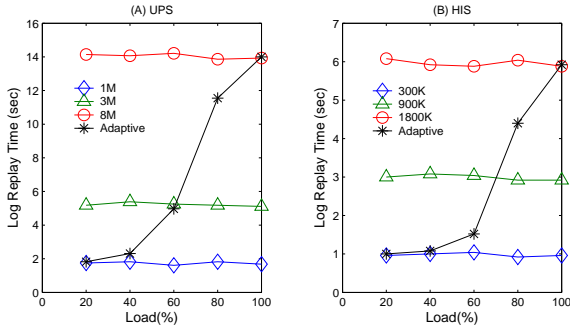 (A) UPS
16
14
12
10
8
6
4
2
0
0
20
40
60
80
100
Load(%)
Log Replay Time (sec)
1M
3M
8M
Adaptive
(B) HIS
7
6
5
4
3
2
1
0
0
20
40
60
80
100
Load(%)
Log Replay Time (sec)
300K
900K
1800K
Adaptive